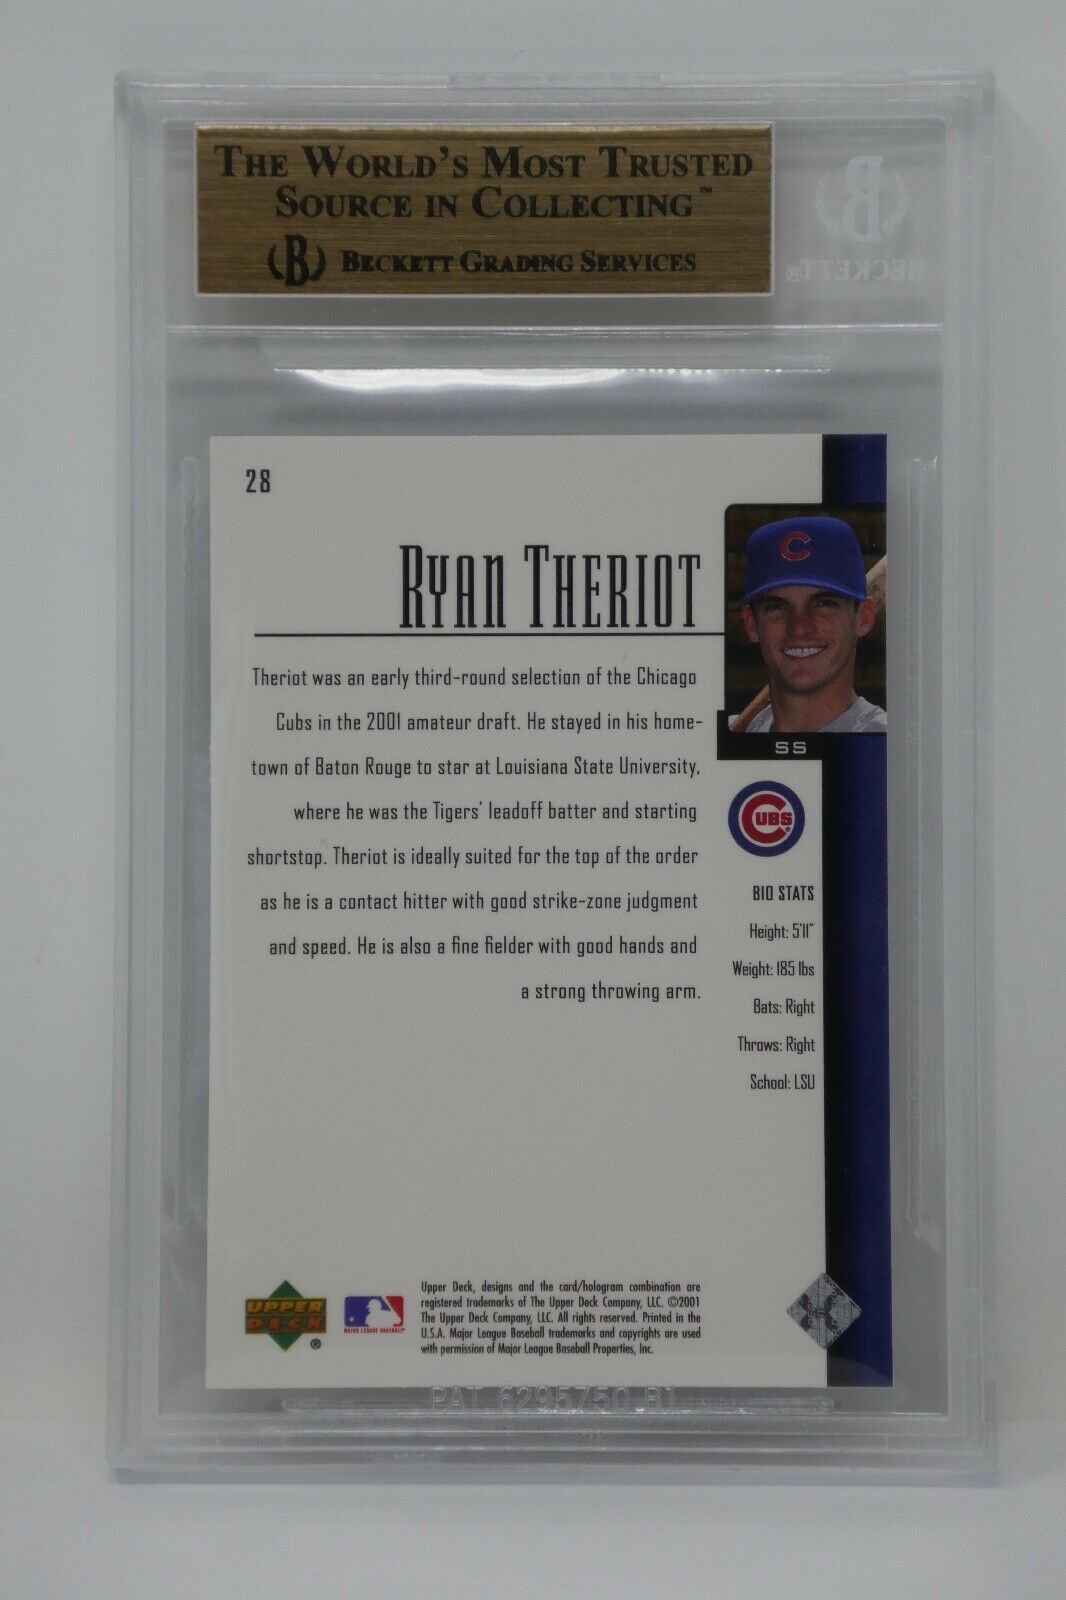 THE WORLD'S MOST TRUSTED
SOURCE IN COLLECTING™
B BECKETT GRADING SERVICES
B
BECKETT®
28
RYAN THERIOT
Theriot was an early third-round selection of the Chicago
Cubs in the 2001 amateur draft. He stayed in his home-
town of Baton Rouge to star at Louisiana State University,
where he was the Tigers' leadoff batter and starting
shortstop. Theriot is ideally suited for the top of the order
as he is a contact hitter with good strike-zone judgment
and speed. He is also a fine fielder with good hands and
a strong throwing arm.
C
SS
CUBS®
BIO STATS
Height: 5'11"
Weight: 185 lbs
Bats: Right
Throws: Right
School: LSU
UPPER
DECK®
MAJOR LEAGUE BASEBALL®
Upper Deck, designs and the card/hologram combination are
registered trademarks of The Upper Deck Company, LLC. ©2001
The Upper Deck Company, LLC. All rights reserved. Printed in the
U.S.A. Major League Baseball trademarks and copyrights are used
with permission of Major League Baseball Properties, Inc.
PAT. 6295750 B1